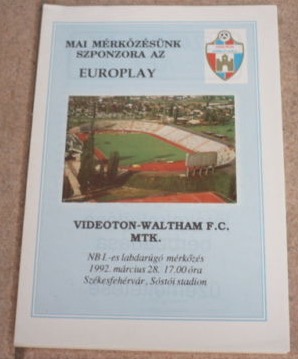 MAI MÉRKŐZÉSÜNK
SZPONZORA AZ
EUROPLAY
VIDEOTON-WALTHAM F.C.
MTK.
NB I.-es labdarúgó mérkőzés
1992. március 28. 17.00 óra
Székesfehérvár, Sóstói stadion